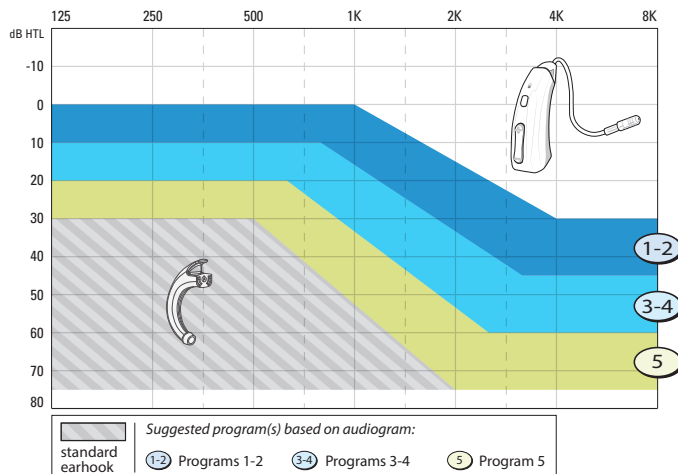 125 250 500 1K 2K 4K 8K
dB HTL
-10
0
10
20
30
40
1-2
50
3-4
60
5
70
80
Suggested program(s) based on audiogram:
standard
earhook
1-2 Programs 1-2 3-4 Programs 3-4 5 Program 5